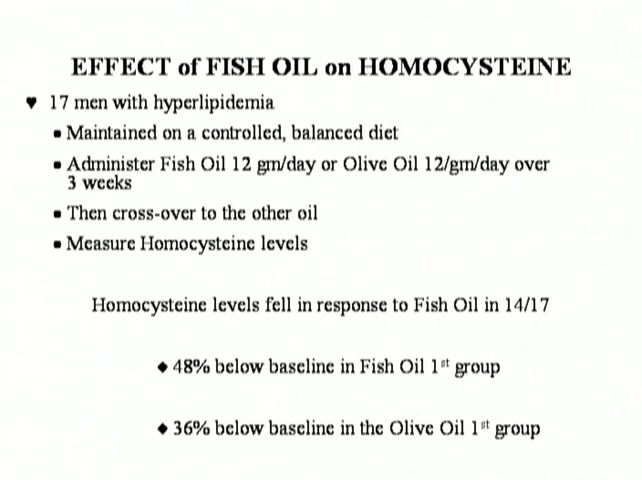 EFFECT of FISH OIL on HOMOCYSTEINE
♥ 17 men with hyperlipidemia
▪ Maintained on a controlled, balanced diet
▪ Administer Fish Oil 12 gm/day or Olive Oil 12/gm/day over
3 weeks
▪ Then cross-over to the other oil
▪ Measure Homocysteine levels
Homocysteine levels fell in response to Fish Oil in 14/17
◆ 48% below baseline in Fish Oil 1st group
◆ 36% below baseline in the Olive Oil 1st group